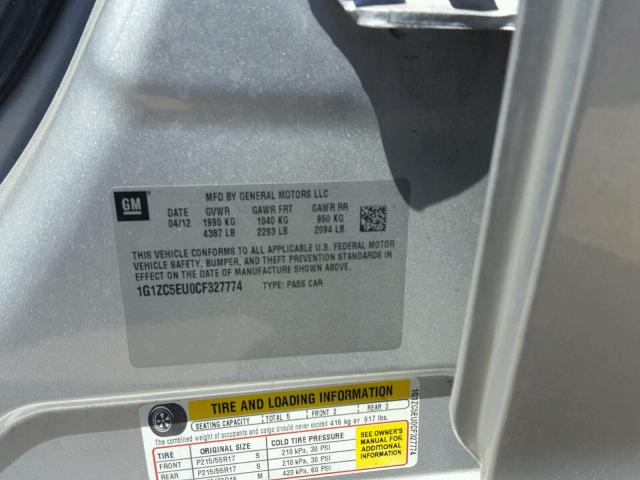 GM
MFD BY GENERAL MOTORS LLC
DATE GVWR GAWR FRT GAWR RR
04/12 1990 KG 1040 KG 950 KG
4387 LB 2293 LB 2094 LB
THIS VEHICLE CONFORMS TO ALL APPLICABLE U.S. FEDERAL MOTOR
VEHICLE SAFETY, BUMPER, AND THEFT PREVENTION STANDARDS IN
EFFECT ON THE DATE OF MANUFACTURE SHOWN ABOVE.
1G1ZC5EU0CF327774 TYPE: PASS CAR
TIRE AND LOADING INFORMATION
SEATING CAPACITY TOTAL 5 FRONT 2 REAR 3
The combined weight of occupants and cargo should never exceed 416 kg or 917 lbs.
TIRE ORIGINAL SIZE COLD TIRE PRESSURE
FRONT P215/55R17 S 210 kPa, 30 PSI
REAR P215/55R17 S 210 kPa, 30 PSI
M 420 kPa, 60 PSI
SEE OWNER'S
MANUAL FOR
ADDITIONAL
INFORMATION
1G1ZC5EU0CF327774